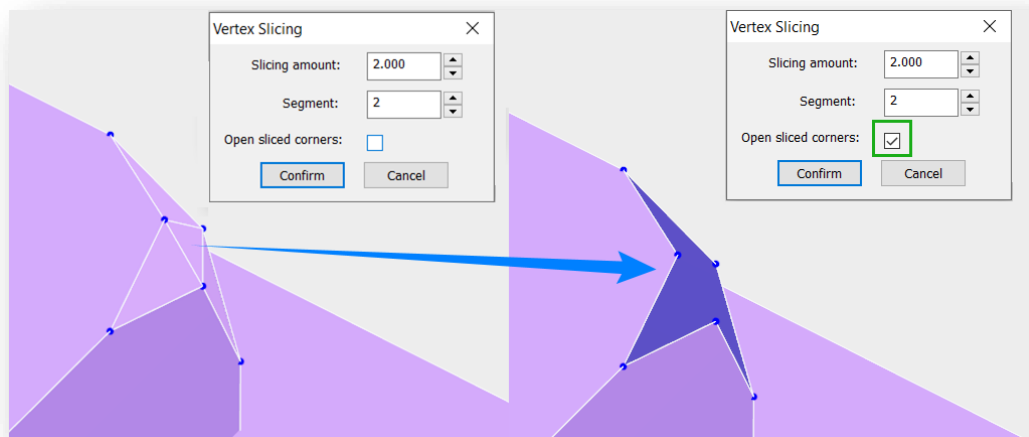 Vertex Slicing
Slicing amount: 2.000
Segment: 2
Open sliced corners:
Confirm Cancel
Vertex Slicing
Slicing amount: 2.000
Segment: 2
Open sliced corners:
Confirm Cancel